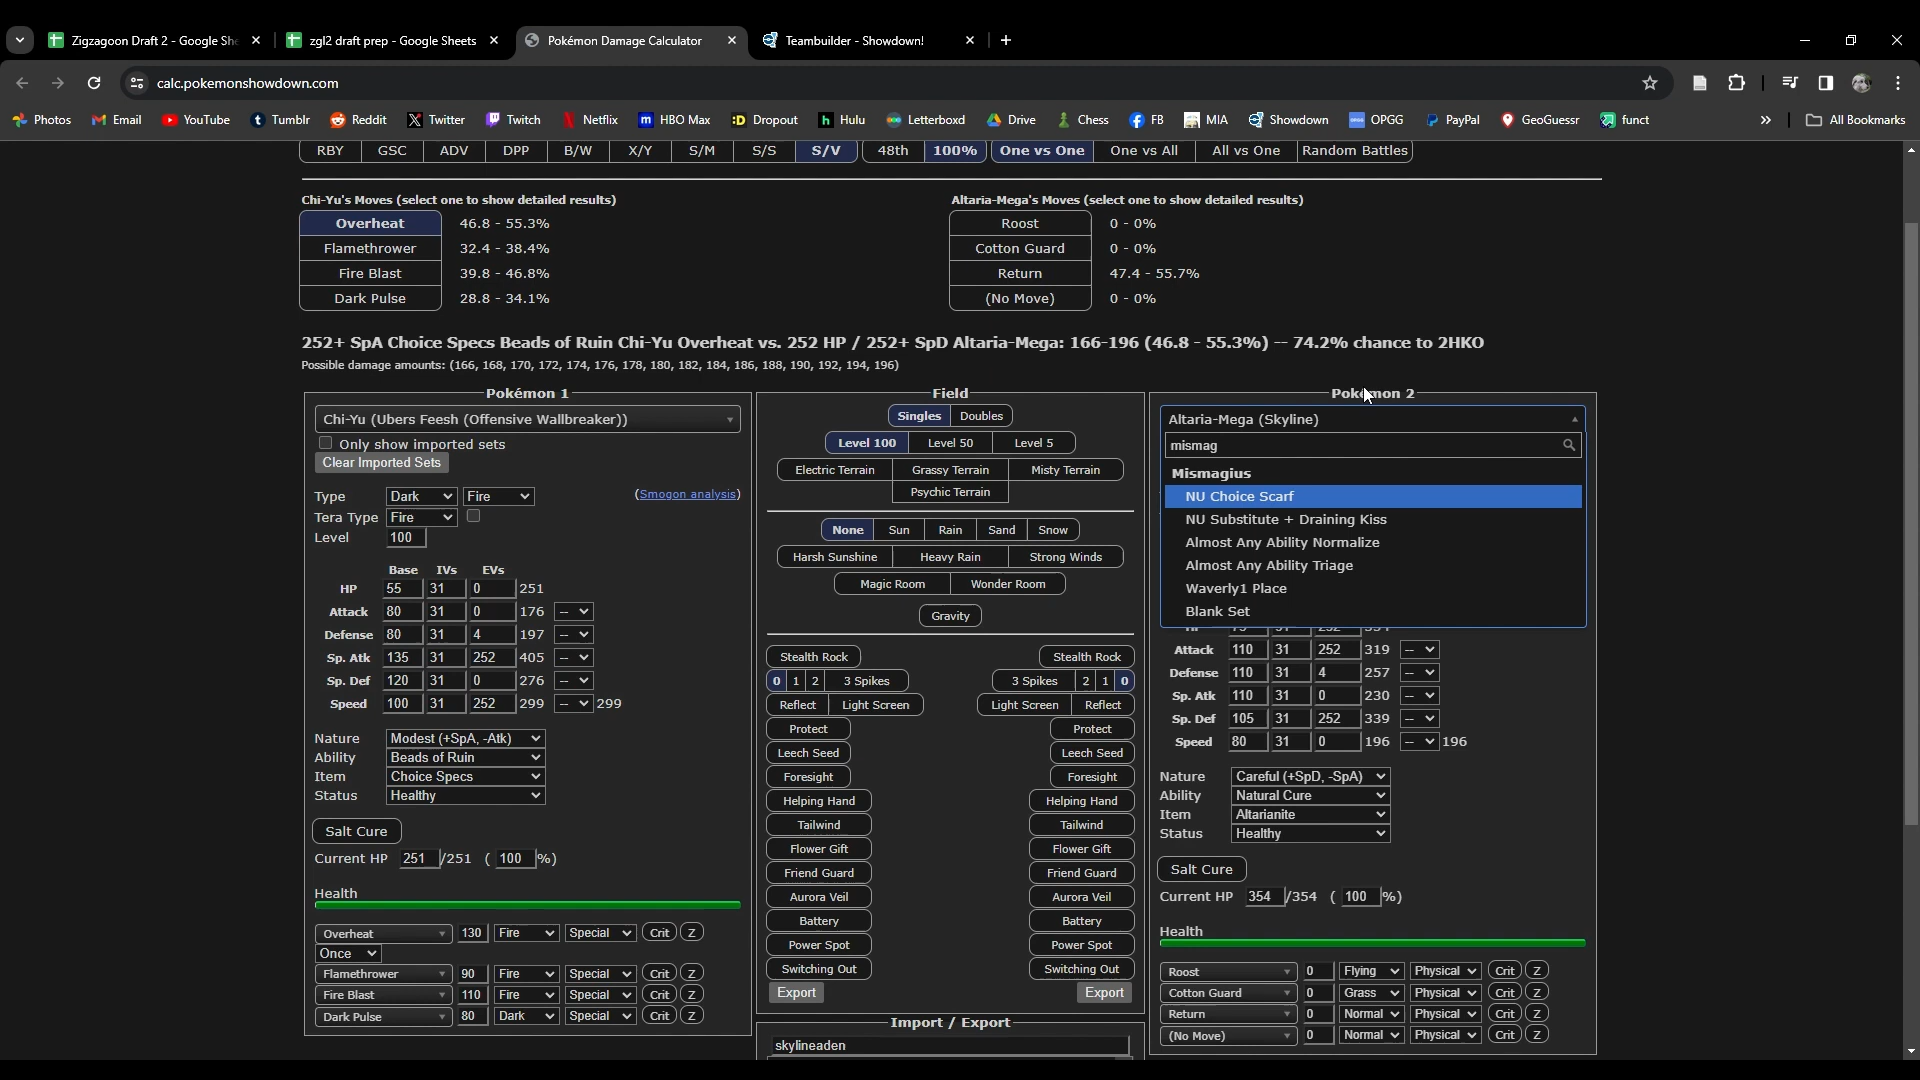 Zigzagoon Draft 2 - Google She
zgl2 draft prep - Google Sheets
Pokémon Damage Calculator
Teambuilder - Showdown!
calc.pokemonshowdown.com
Photos Email YouTube Tumblr Reddit Twitter Twitch Netflix HBO Max Dropout Hulu Letterboxd Drive Chess FB MIA Showdown OPGG PayPal GeoGuessr funct All Bookmarks
RBY GSC ADV DPP B/W X/Y S/M S/S S/V 48th 100% One vs One One vs All All vs One Random Battles
Chi-Yu's Moves (select one to show detailed results)
Overheat 46.8 - 55.3%
Flamethrower 32.4 - 38.4%
Fire Blast 39.8 - 46.8%
Dark Pulse 28.8 - 34.1%
Altaria-Mega's Moves (select one to show detailed results)
Roost 0 - 0%
Cotton Guard 0 - 0%
Return 47.4 - 55.7%
(No Move) 0 - 0%
252+ SpA Choice Specs Beads of Ruin Chi-Yu Overheat vs. 252 HP / 252+ SpD Altaria-Mega: 166-196 (46.8 - 55.3%) -- 74.2% chance to 2HKO
Possible damage amounts: (166, 168, 170, 172, 174, 176, 178, 180, 182, 184, 186, 188, 190, 192, 194, 196)
Pokémon 1
Chi-Yu (Ubers Feesh (Offensive Wallbreaker))
Only show imported sets
Clear Imported Sets
Type Dark Fire (Smogon analysis)
Tera Type Fire
Level 100
Base IVs EVs
HP 55 31 0 251
Attack 80 31 0 176 --
Defense 80 31 4 197 --
Sp. Atk 135 31 252 405 --
Sp. Def 120 31 0 276 --
Speed 100 31 252 299 -- 299
Nature Modest (+SpA, -Atk)
Ability Beads of Ruin
Item Choice Specs
Status Healthy
Salt Cure
Current HP 251 /251 ( 100 %)
Health
Overheat 130 Fire Special Crit Z
Once
Flamethrower 90 Fire Special Crit Z
Fire Blast 110 Fire Special Crit Z
Dark Pulse 80 Dark Special Crit Z
Field
Singles Doubles
Level 100 Level 50 Level 5
Electric Terrain Grassy Terrain Misty Terrain
Psychic Terrain
None Sun Rain Sand Snow
Harsh Sunshine Heavy Rain Strong Winds
Magic Room Wonder Room
Gravity
Stealth Rock Stealth Rock
0 1 2 3 Spikes 3 Spikes 2 1 0
Reflect Light Screen Light Screen Reflect
Protect Protect
Leech Seed Leech Seed
Foresight Foresight
Helping Hand Helping Hand
Tailwind Tailwind
Flower Gift Flower Gift
Friend Guard Friend Guard
Aurora Veil Aurora Veil
Battery Battery
Power Spot Power Spot
Switching Out Switching Out
Export Export
Import / Export
skylineaden
Pokémon 2
Altaria-Mega (Skyline)
mismag
Mismagius
NU Choice Scarf
NU Substitute + Draining Kiss
Almost Any Ability Normalize
Almost Any Ability Triage
Waverly1 Place
Blank Set
Attack 110 31 252 319 --
Defense 110 31 4 257 --
Sp. Atk 110 31 0 230 --
Sp. Def 105 31 252 339 --
Speed 80 31 0 196 -- 196
Nature Careful (+SpD, -SpA)
Ability Natural Cure
Item Altarianite
Status Healthy
Salt Cure
Current HP 354 /354 ( 100 %)
Health
Roost 0 Flying Physical Crit Z
Cotton Guard 0 Grass Physical Crit Z
Return 0 Normal Physical Crit Z
(No Move) 0 Normal Physical Crit Z